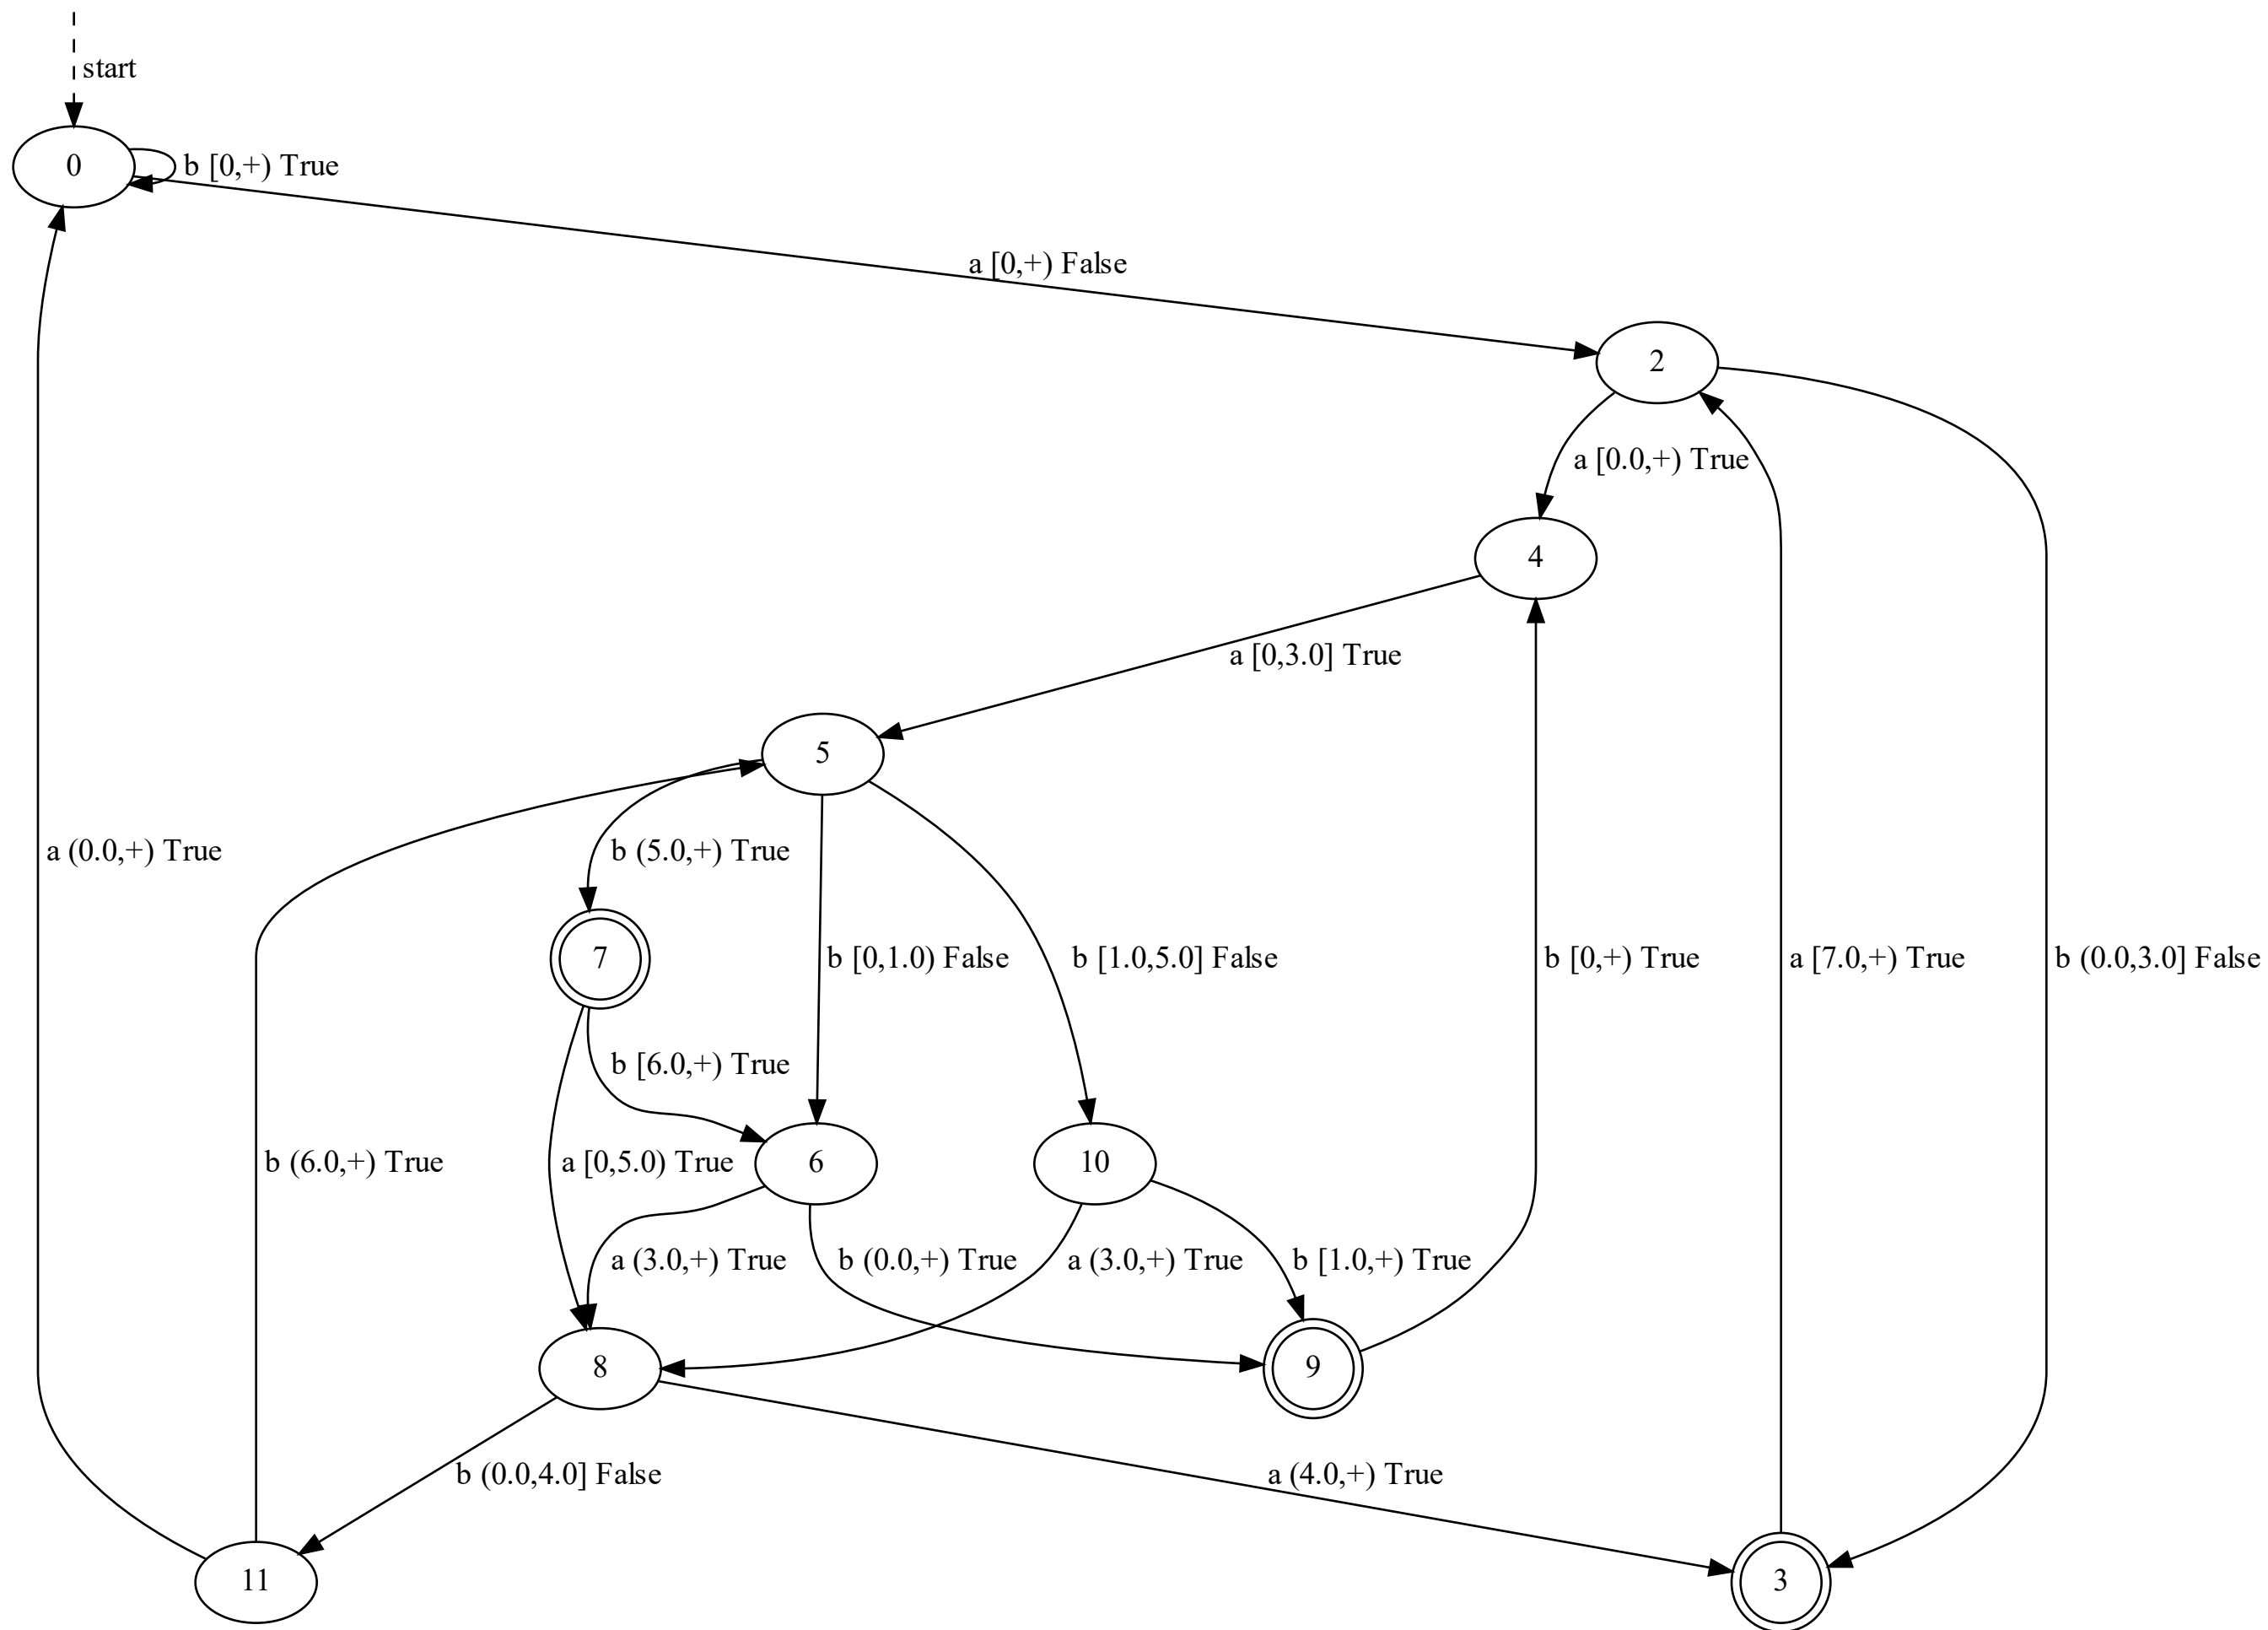 start
0
b [0,+) True
a [0,+) False
2
a [0.0,+) True
4
a [0,3.0] True
5
a (0.0,+) True
b (5.0,+) True
7
b [0,1.0) False
b [1.0,5.0] False
b [0,+) True
a [7.0,+) True
b (0.0,3.0] False
b [6.0,+) True
b (6.0,+) True
a [0,5.0) True
6
10
a (3.0,+) True
b (0.0,+) True
a (3.0,+) True
b [1.0,+) True
8
9
b (0.0,4.0] False
a (4.0,+) True
11
3